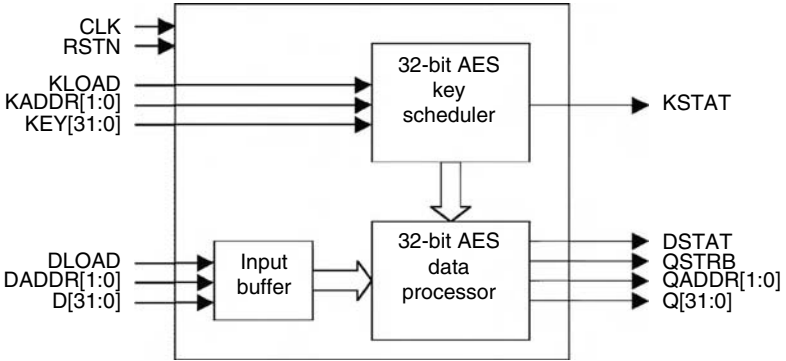 CLK
RSTN
KLOAD
KADDR[1:0]
KEY[31:0]
32-bit AES
key
scheduler
KSTAT
DLOAD
DADDR[1:0]
D[31:0]
Input
buffer
32-bit AES
data
processor
DSTAT
QSTRB
QADDR[1:0]
Q[31:0]